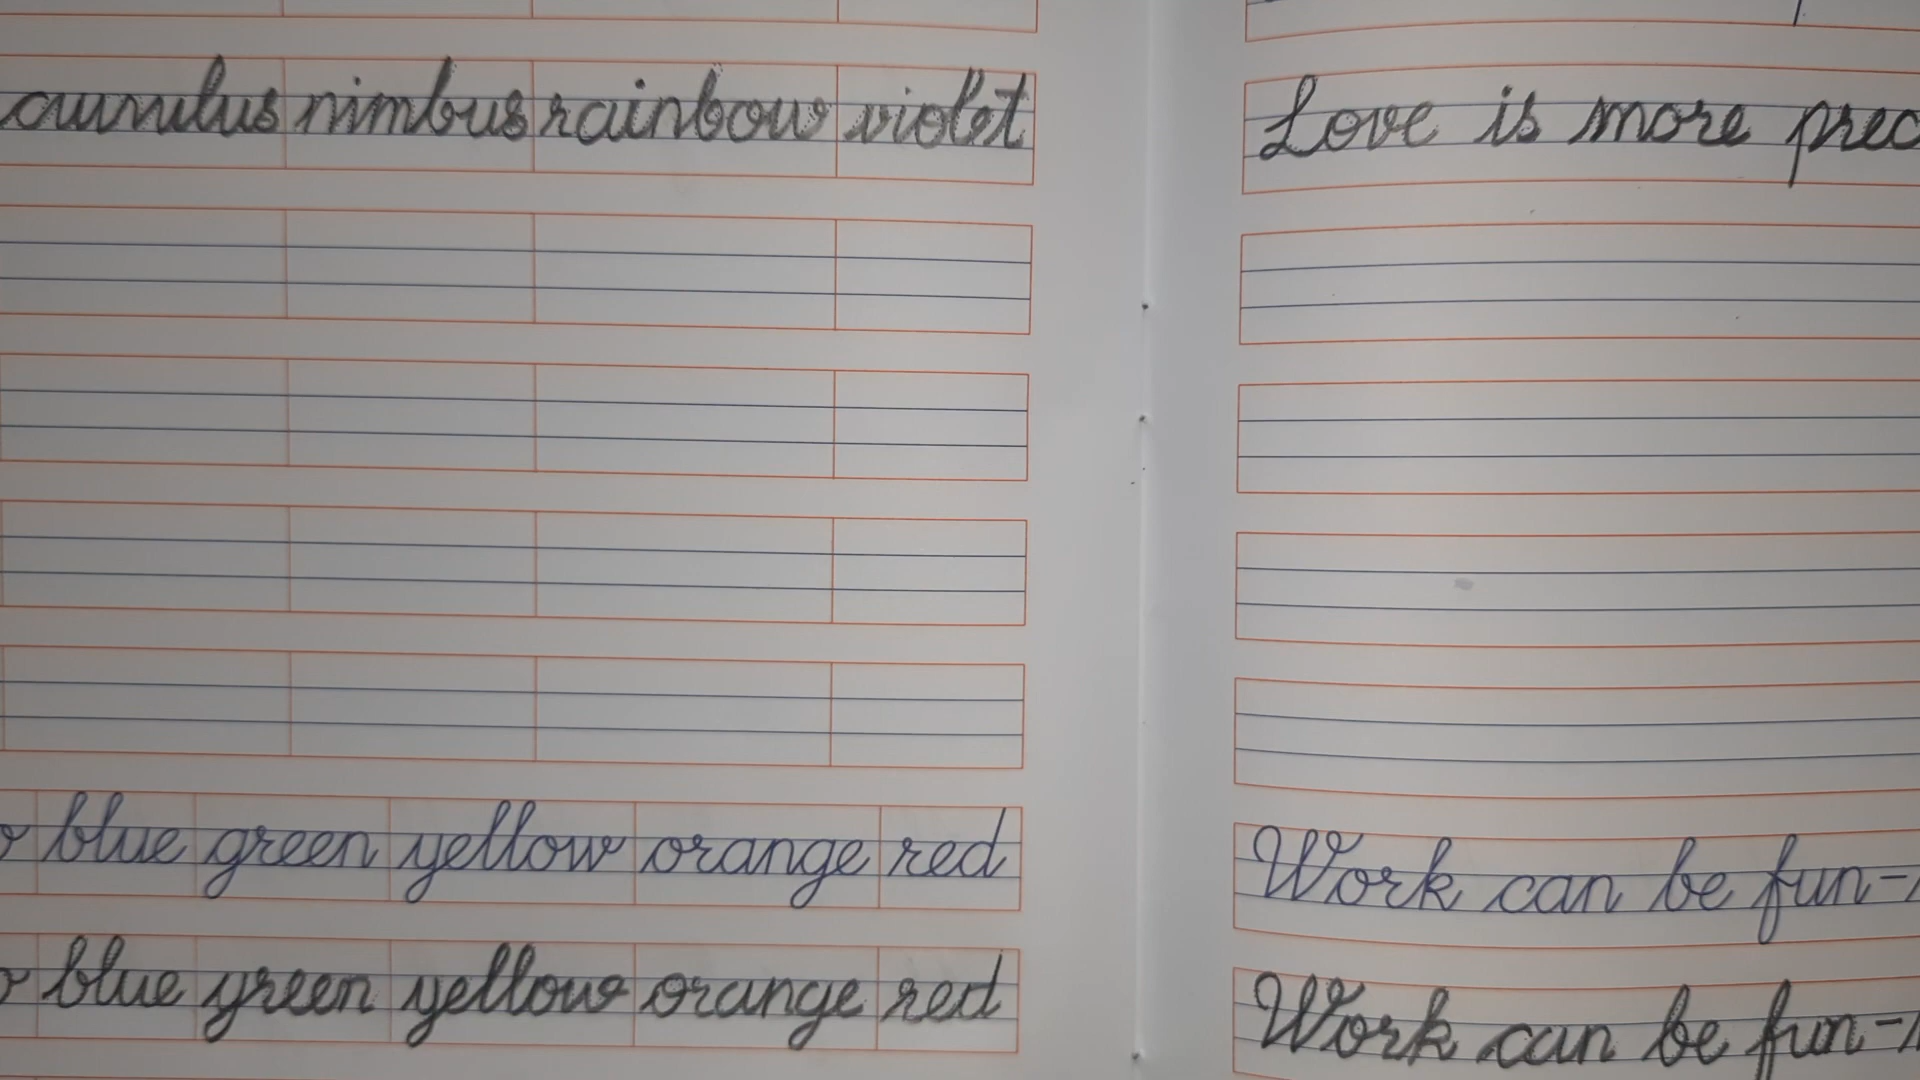 cumulus nimbus rainbow violet
blue green yellow orange red
blue green yellow orange red
Love is more prec
Work can be fun-
Work can be fun-